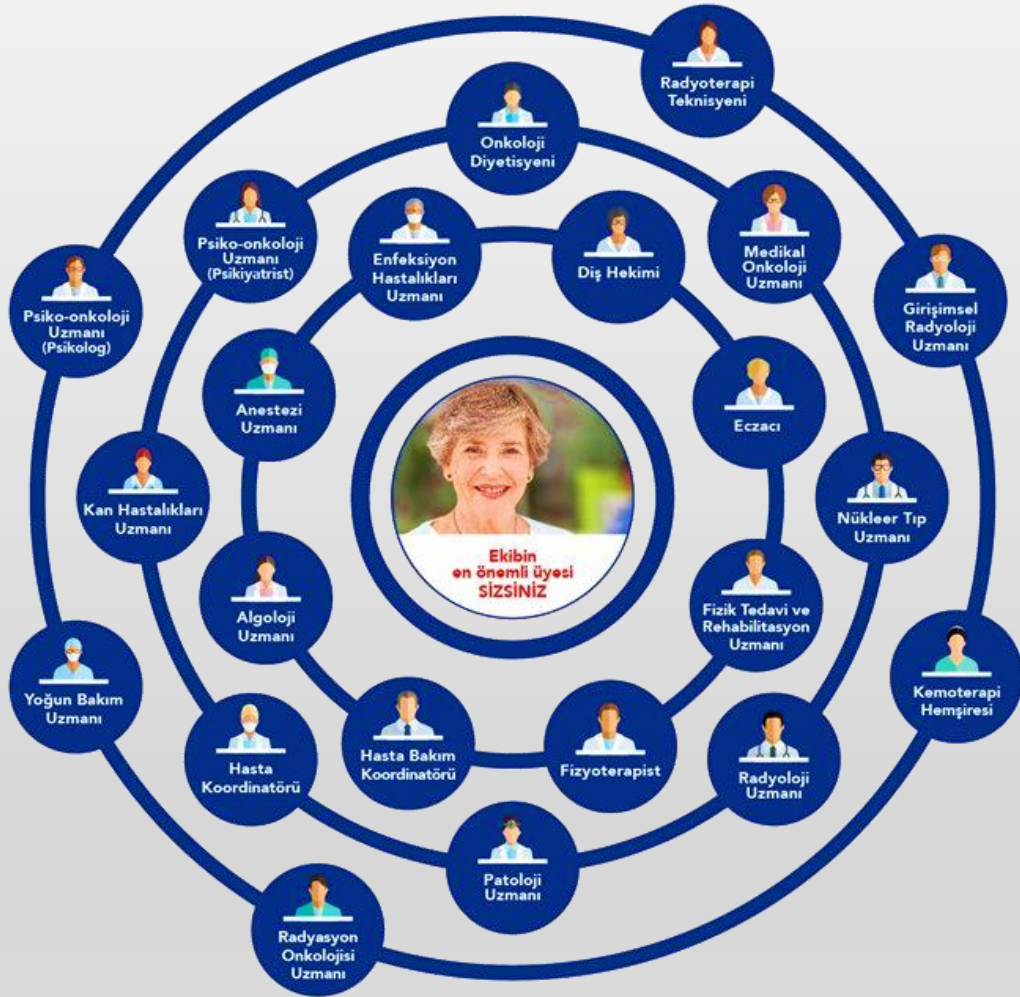 Radyoterapi
Teknisyeni
Onkoloji
Diyetisyeni
Psiko-onkoloji
Uzmanı
(Psikiyatrist)
Enfeksiyon
Hastalıkları
Uzmanı
Diş Hekimi
Medikal
Onkoloji
Uzmanı
Psiko-onkoloji
Uzmanı
(Psikolog)
Girişimsel
Radyoloji
Uzmanı
Anestezi
Uzmanı
Eczacı
Kan Hastalıkları
Uzmanı
Nükleer Tıp
Uzmanı
Ekibin
en önemli üyesi
SİZSİNİZ
Algoloji
Uzmanı
Fizik Tedavi ve
Rehabilitasyon
Uzmanı
Yoğun Bakım
Uzmanı
Kemoterapi
Hemşiresi
Hasta
Koordinatörü
Hasta Bakım
Koordinatörü
Fizyoterapist
Radyoloji
Uzmanı
Patoloji
Uzmanı
Radyasyon
Onkolojisi
Uzmanı